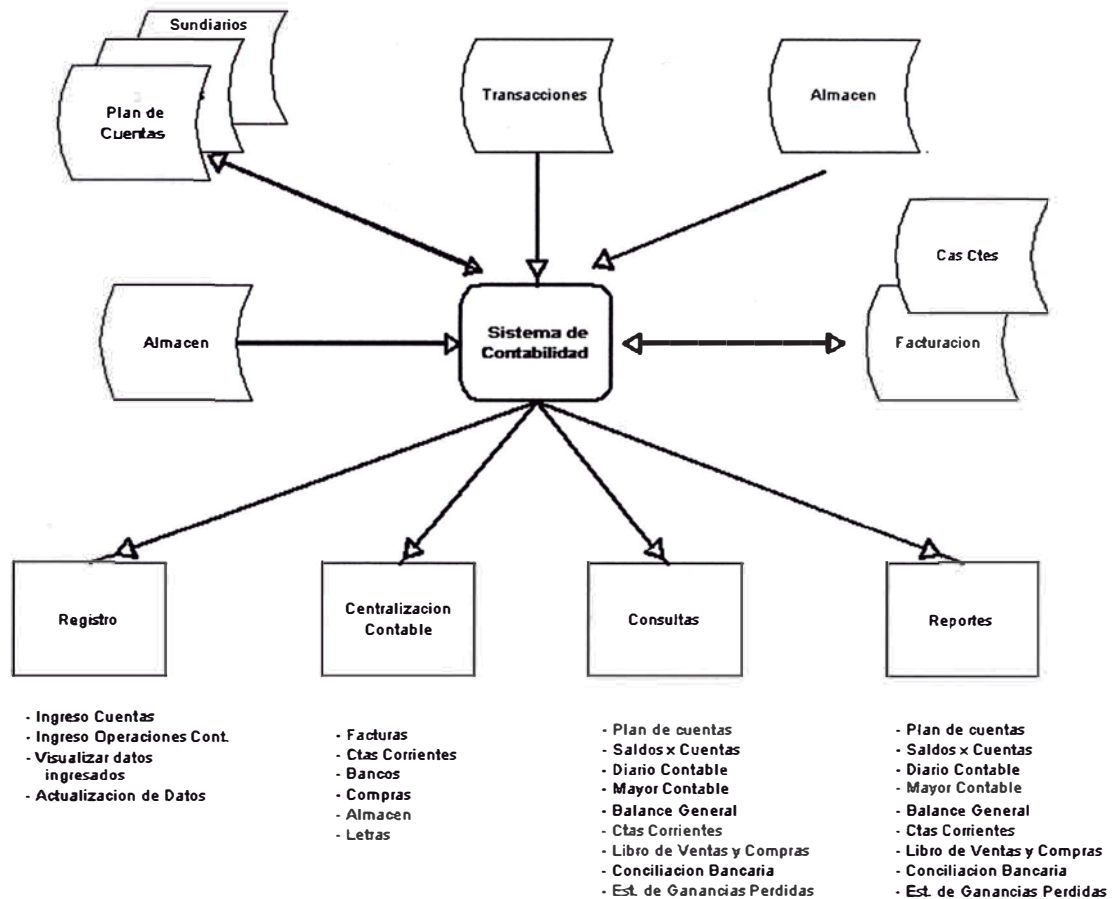 Sundiarios
Plan de
Cuentas
Transacciones
Almacen
Cas Ctes
Facturacion
Almacen
Sistema de
Contabilidad
Registro
Centralizacion
Contable
Consultas
Reportes
- Ingreso Cuentas
- Ingreso Operaciones Cont.
- Visualizar datos
ingresados
- Actualizacion de Datos
- Facturas
- Ctas Corrientes
- Bancos
- Compras
- Almacen
- Letras
- Plan de cuentas
- Saldos x Cuentas
- Diario Contable
- Mayor Contable
- Balance General
- Ctas Corrientes
- Libro de Ventas y Compras
- Conciliacion Bancaria
- Est. de Ganancias Perdidas
- Plan de cuentas
- Saldos x Cuentas
- Diario Contable
- Mayor Contable
- Balance General
- Ctas Corrientes
- Libro de Ventas y Compras
- Conciliacion Bancaria
- Est. de Ganancias Perdidas